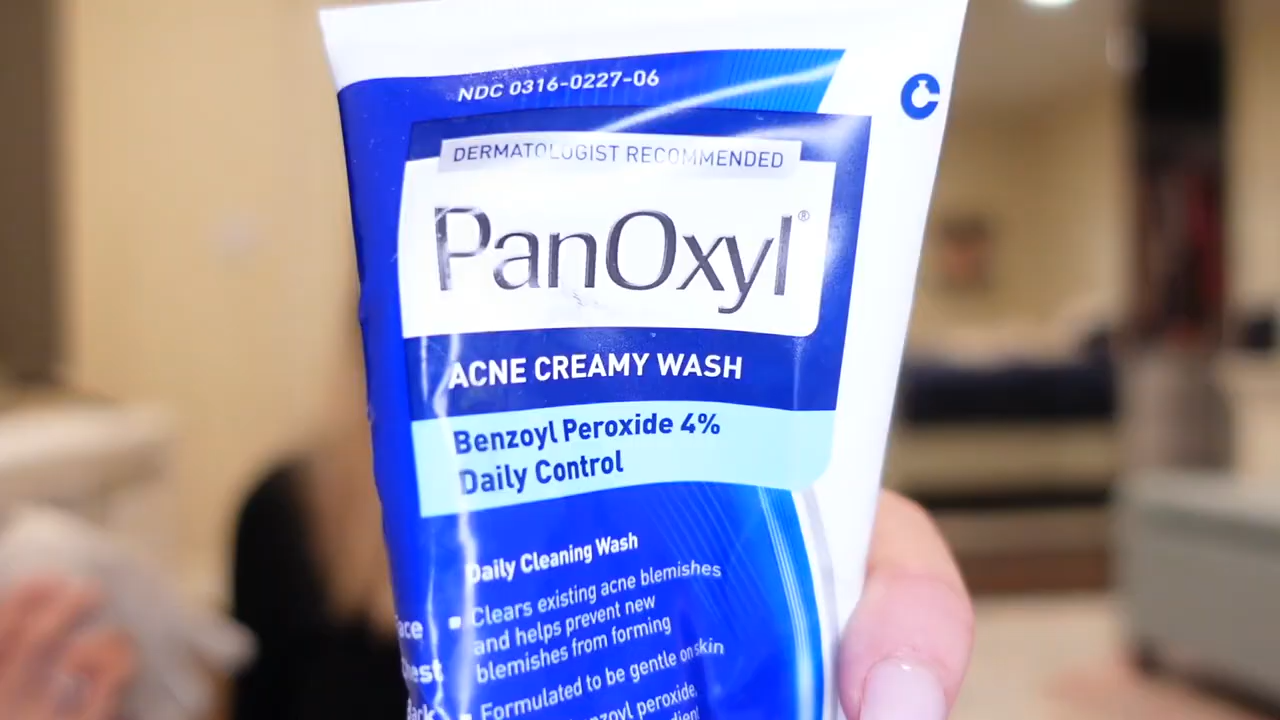 NDC 0316-0227-06
DERMATOLOGIST RECOMMENDED
PanOxyl®
ACNE CREAMY WASH
Benzoyl Peroxide 4%
Daily Control
Daily Cleaning Wash
▪ Clears existing acne blemishes
and helps prevent new
blemishes from forming
▪ Formulated to be gentle on skin
peroxide,